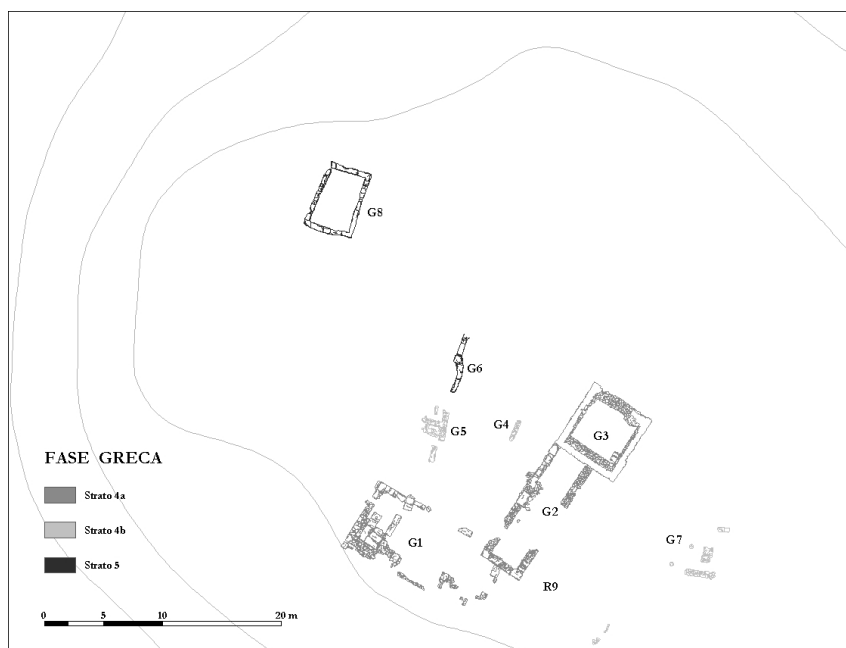 G8
G6
G5
G4
G3
G2
G1
G7
R9
FASE GRECA
Strato 4a
Strato 4b
Strato 5
0 5 10 20 m